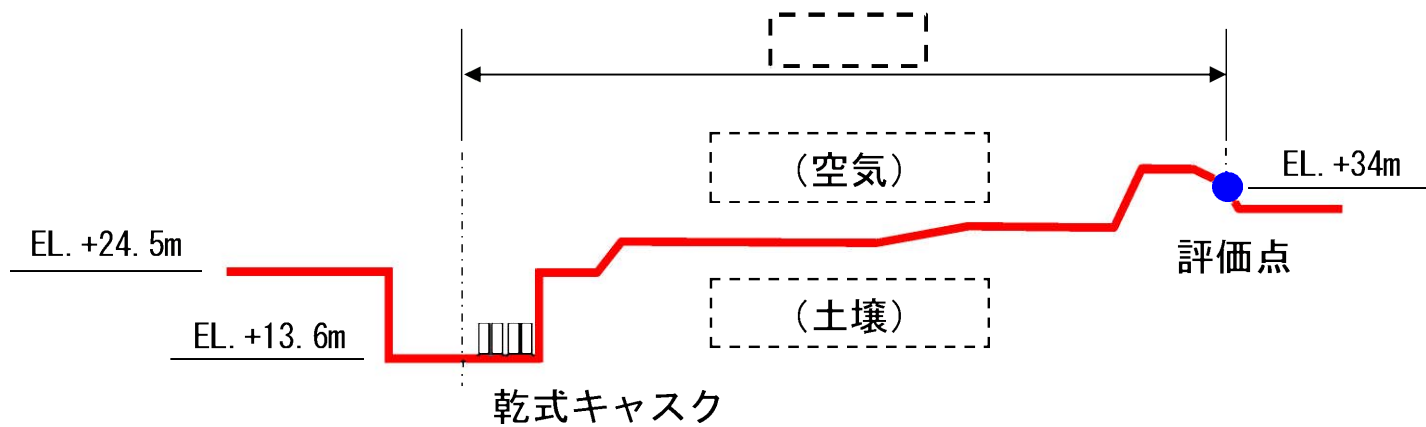 (空気)
EL. +34m
EL. +24.5m
評価点
(土壌)
EL. +13.6m
乾式キャスク